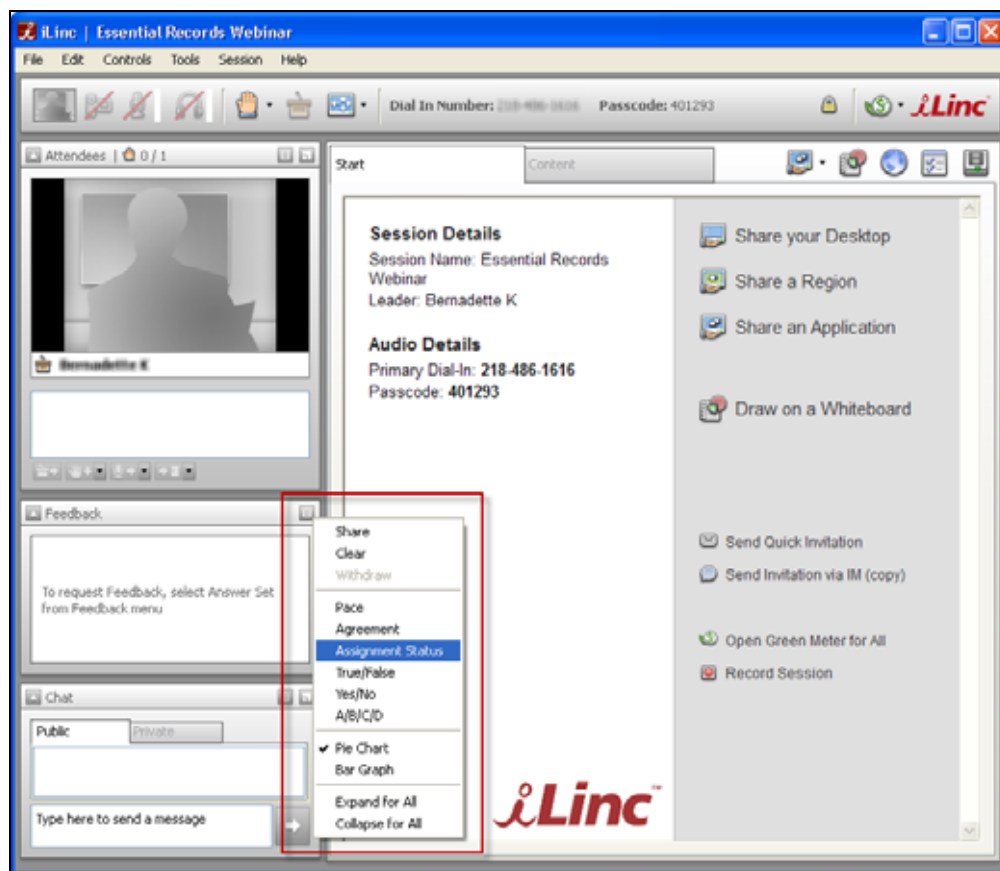 iLinc | Essential Records Webinar
File Edit Controls Tools Session Help
Dial In Number: Passcode: 401293
iLinc
Attendees | 0 / 1
Bernadette K
Feedback
To request Feedback, select Answer Set
from Feedback menu
Chat
Public Private
Type here to send a message
Start Content
Session Details
Session Name: Essential Records
Webinar
Leader: Bernadette K
Audio Details
Primary Dial-In: 218-486-1616
Passcode: 401293
iLinc
Share
Clear
Withdraw
Pace
Agreement
Assignment Status
True/False
Yes/No
A/B/C/D
Pie Chart
Bar Graph
Expand for All
Collapse for All
Share your Desktop
Share a Region
Share an Application
Draw on a Whiteboard
Send Quick Invitation
Send Invitation via IM (copy)
Open Green Meter for All
Record Session